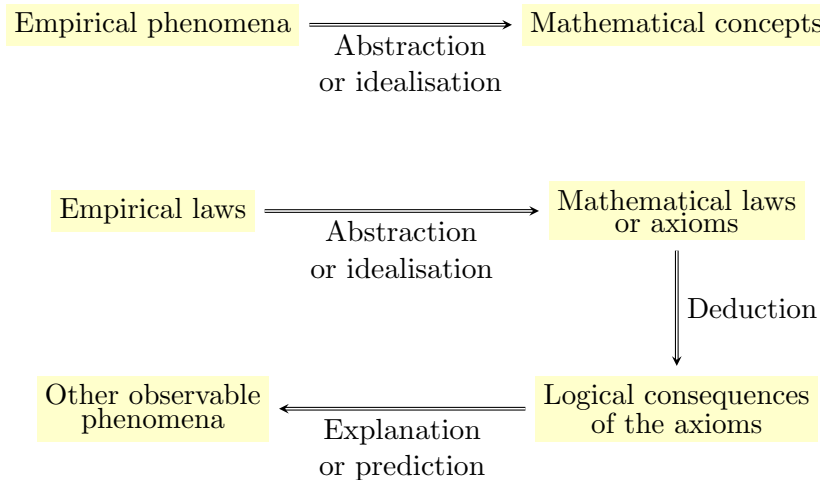 Empirical phenomena
Mathematical concepts
Abstraction
or idealisation
Empirical laws
Mathematical laws
or axioms
Abstraction
or idealisation
Deduction
Other observable
phenomena
Logical consequences
of the axioms
Explanation
or prediction